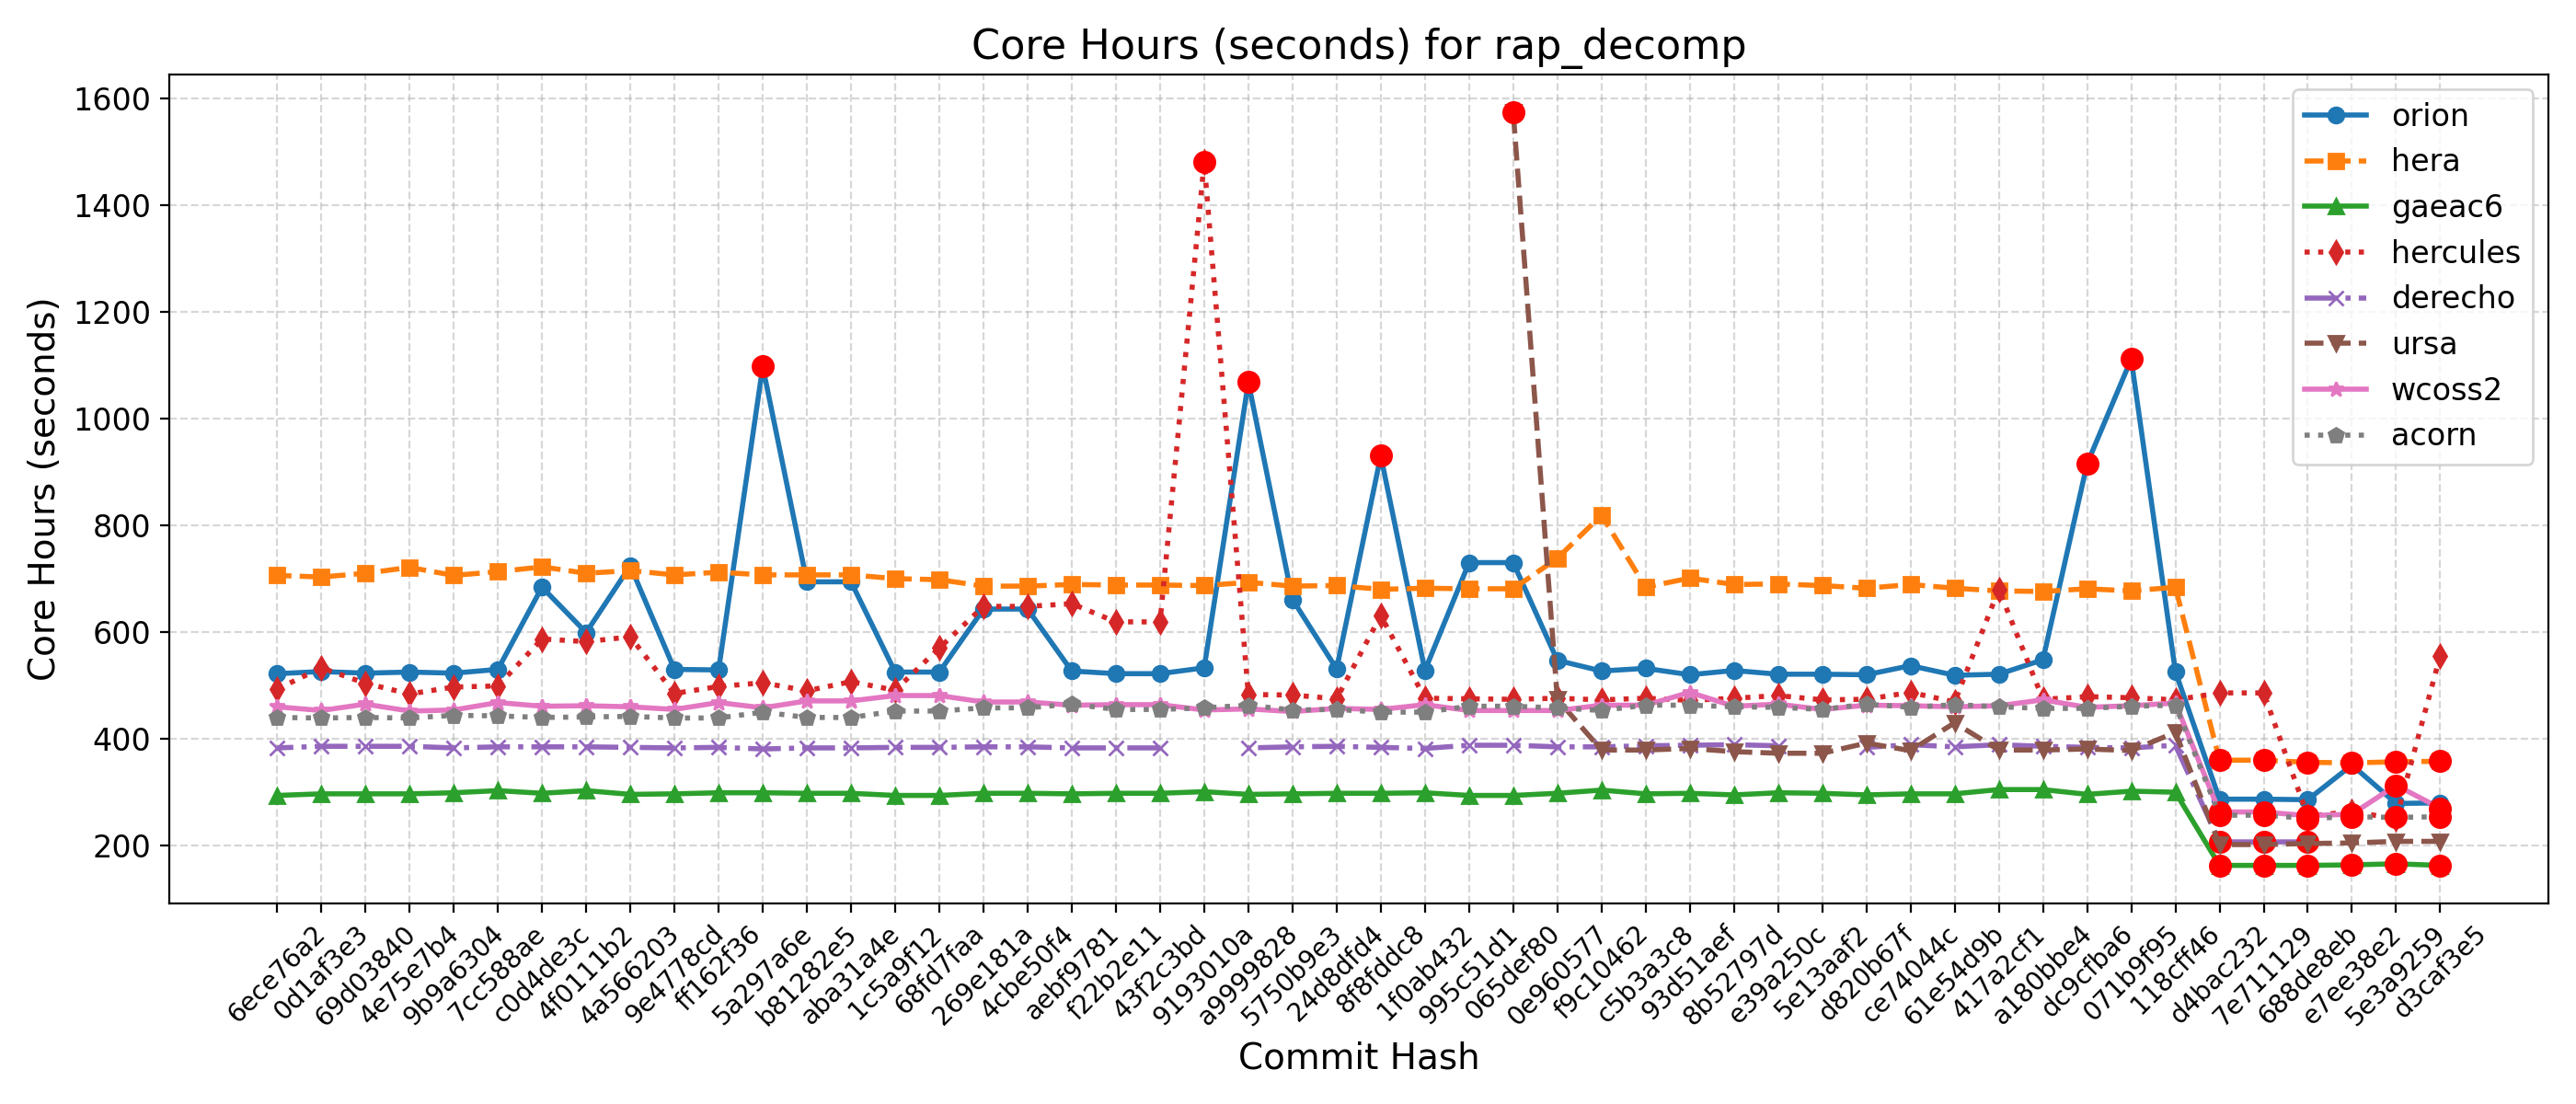 Core Hours (seconds) for rap_decomp
Core Hours (seconds)
1600
1400
1200
1000
800
600
400
200
orion
hera
gaeac6
hercules
derecho
ursa
wcoss2
acorn
6ece76a2
0d1af3e3
69d03840
4e75e7b4
9b9a6304
7cc588ae
c0d4de3c
4f0111b2
4a566203
9e4778cd
ff162f36
5a297a6e
b81282e5
aba31a4e
1c5a9f12
68fd7faa
269e181a
4cbe50f4
aebf9781
f22b2e11
43f2c3bd
9193010a
a9999828
5750b9e3
24d8dfd4
8f8fddc8
1f0ab432
995c51d1
065def80
0e960577
f9c10462
c5b3a3c8
93d51aef
8b52797d
e39a250c
5e13aaf2
d820b67f
ce74044c
61e54d9b
417a2cf1
a180bbe4
dc9cfba6
071b9f95
118cff46
d4bac232
7e711129
688de8eb
e7ee38e2
5e3a9259
d3caf3e5
Commit Hash